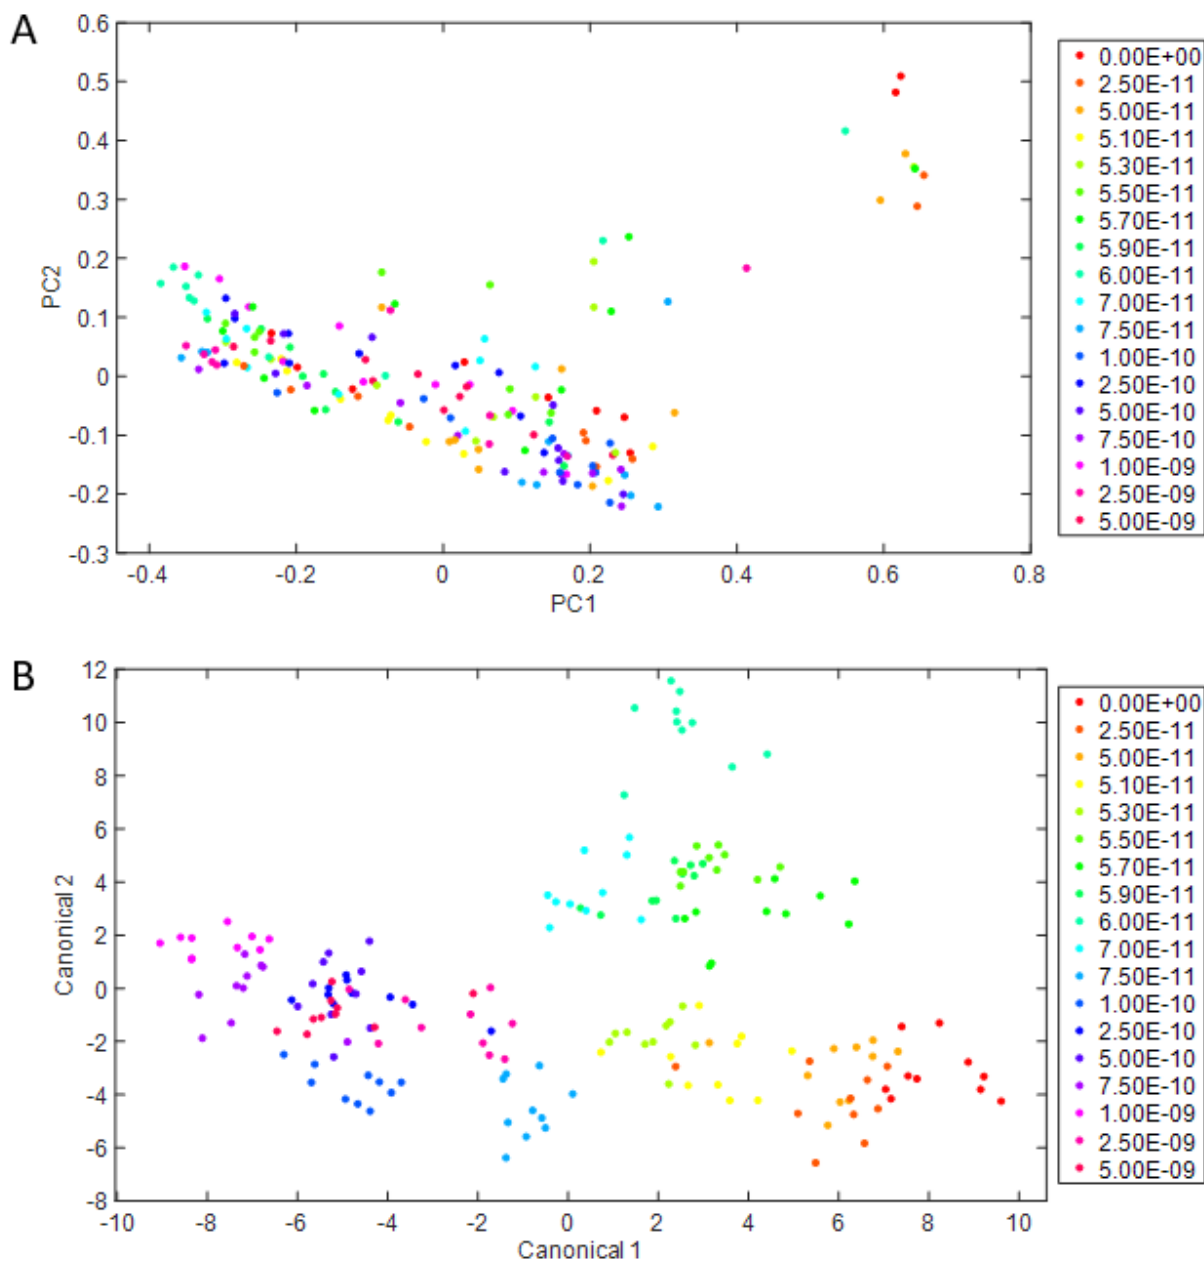 A
0.6
0.5
0.4
0.3
0.2
0.1
0
-0.1
-0.2
-0.3
PC2
-0.4
-0.2
0
0.2
0.4
0.6
0.8
PC1
0.00E+00
2.50E-11
5.00E-11
5.10E-11
5.30E-11
5.50E-11
5.70E-11
5.90E-11
6.00E-11
7.00E-11
7.50E-11
1.00E-10
2.50E-10
5.00E-10
7.50E-10
1.00E-09
2.50E-09
5.00E-09
B
12
10
8
6
4
2
0
-2
-4
-6
-8
Canonical 2
-10
-8
-6
-4
-2
0
2
4
6
8
10
Canonical 1
0.00E+00
2.50E-11
5.00E-11
5.10E-11
5.30E-11
5.50E-11
5.70E-11
5.90E-11
6.00E-11
7.00E-11
7.50E-11
1.00E-10
2.50E-10
5.00E-10
7.50E-10
1.00E-09
2.50E-09
5.00E-09